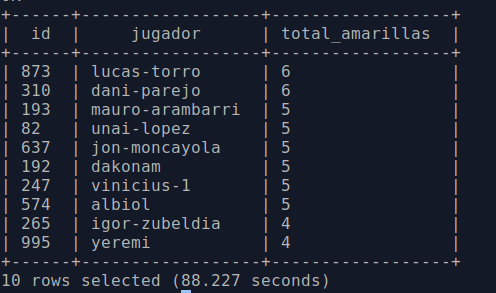 +------+------------------+------------------+
|  id  |     jugador      | total_amarillas  |
+------+------------------+------------------+
| 873  | lucas-torro      | 6                |
| 310  | dani-parejo      | 6                |
| 193  | mauro-arambarri  | 5                |
| 82   | unai-lopez       | 5                |
| 637  | jon-moncayola    | 5                |
| 192  | dakonam          | 5                |
| 247  | vinicius-1       | 5                |
| 574  | albiol           | 5                |
| 265  | igor-zubeldia    | 4                |
| 995  | yeremi           | 4                |
+------+------------------+------------------+
10 rows selected (88.227 seconds)